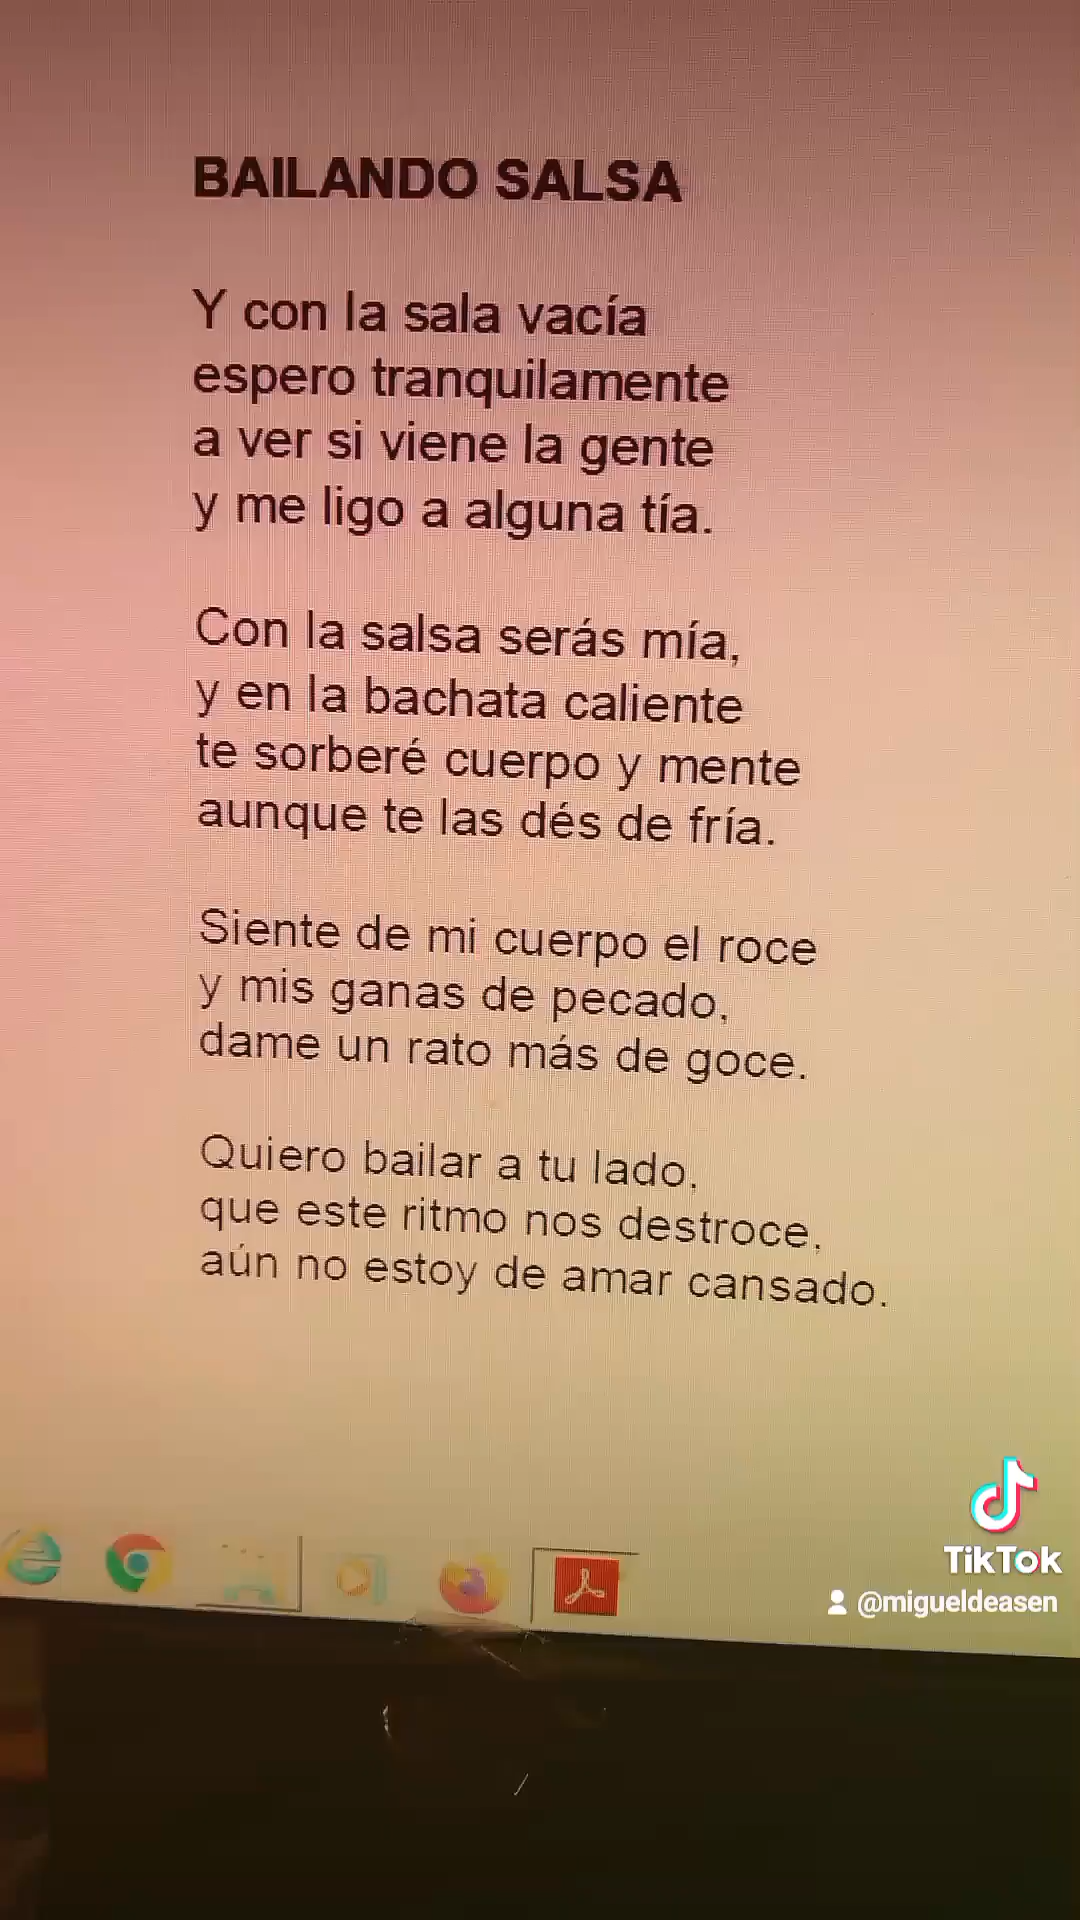 BAILANDO SALSA
Y con la sala vacía
espero tranquilamente
a ver si viene la gente
y me ligo a alguna tía.
Con la salsa serás mía,
y en la bachata caliente
te sorberé cuerpo y mente
aunque te las dés de fría.
Siente de mi cuerpo el roce
y mis ganas de pecado,
dame un rato más de goce.
Quiero bailar a tu lado,
que este ritmo nos destroce,
aún no estoy de amar cansado.
TikTok
@migueldeasen